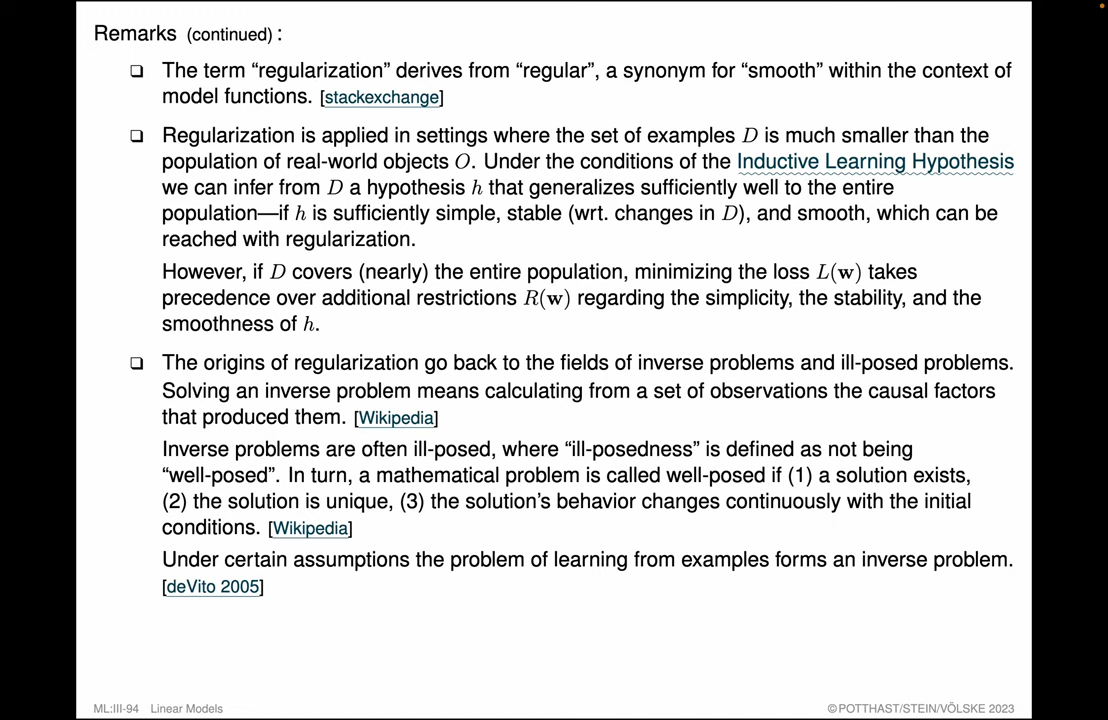 Remarks (continued) :
❑ The term “regularization” derives from “regular”, a synonym for “smooth” within the context of
model functions. [stackexchange]
❑ Regularization is applied in settings where the set of examples D is much smaller than the
population of real-world objects O. Under the conditions of the Inductive Learning Hypothesis
we can infer from D a hypothesis h that generalizes sufficiently well to the entire
population—if h is sufficiently simple, stable (wrt. changes in D), and smooth, which can be
reached with regularization.
However, if D covers (nearly) the entire population, minimizing the loss L(w) takes
precedence over additional restrictions R(w) regarding the simplicity, the stability, and the
smoothness of h.
❑ The origins of regularization go back to the fields of inverse problems and ill-posed problems.
Solving an inverse problem means calculating from a set of observations the causal factors
that produced them. [Wikipedia]
Inverse problems are often ill-posed, where “ill-posedness” is defined as not being
“well-posed”. In turn, a mathematical problem is called well-posed if (1) a solution exists,
(2) the solution’s behavior is unique, (3) the solution’s behavior changes continuously with the initial
conditions. [Wikipedia]
Under certain assumptions the problem of learning from examples forms an inverse problem.
[deVito 2005]
ML:III-94 Linear Models
©POTTHAST/STEIN/VÖLSKE 2023